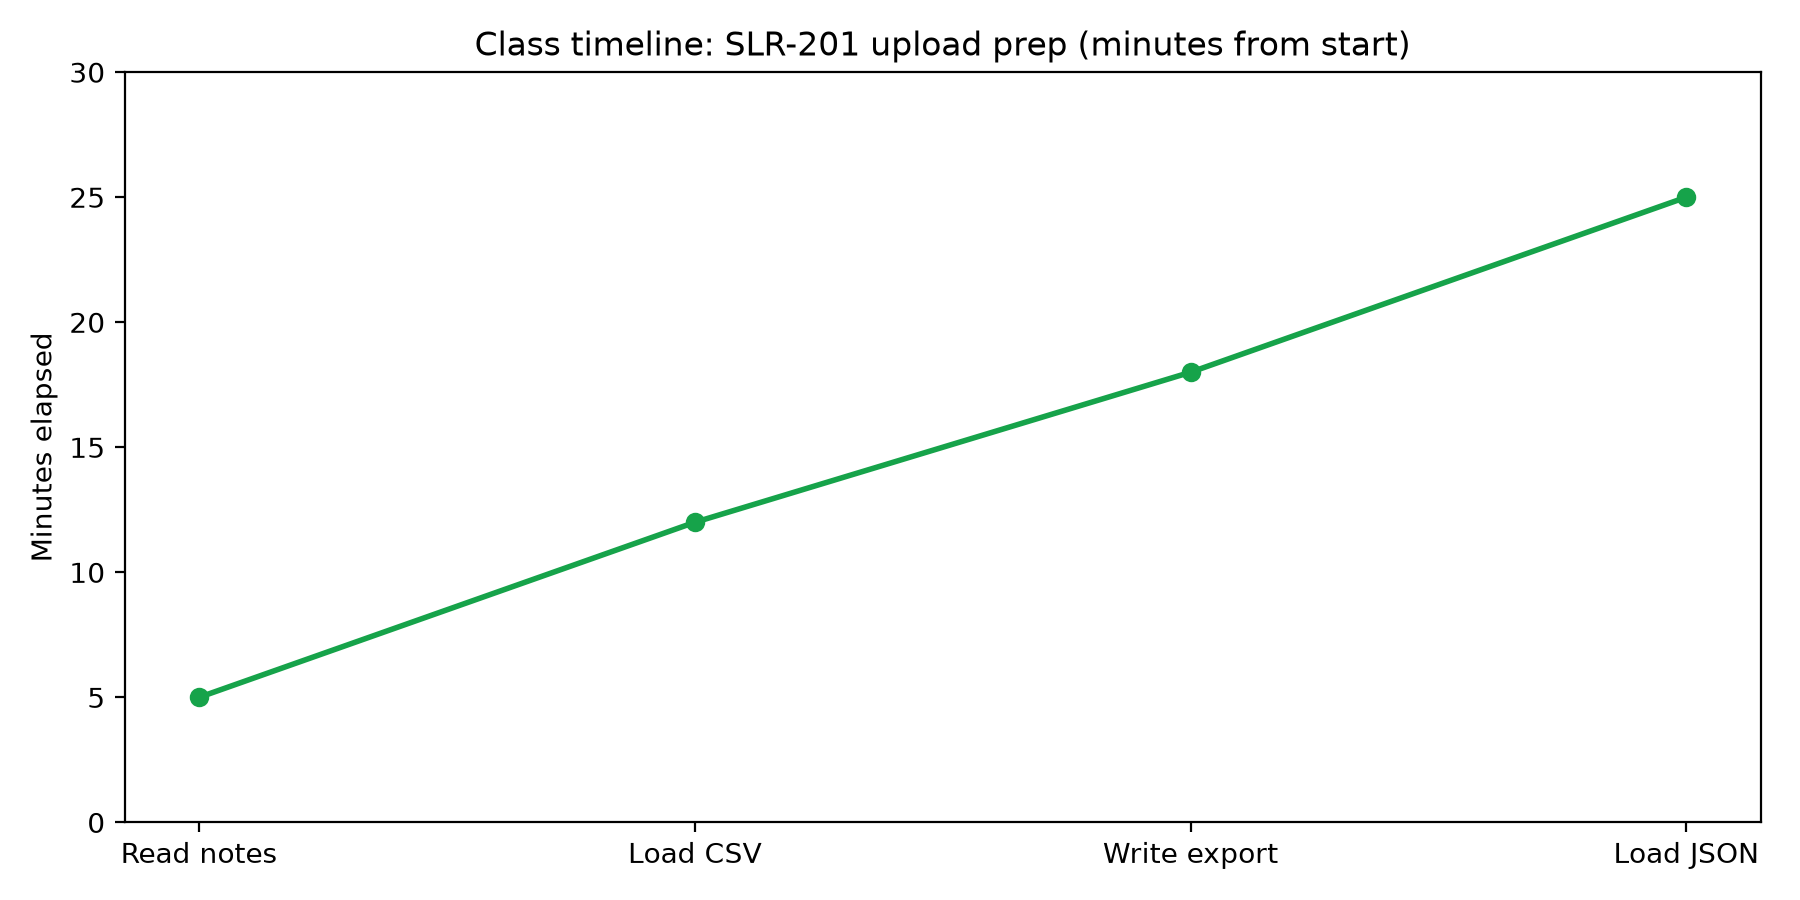 Class timeline: SLR-201 upload prep (minutes from start)
30
25
20
15
10
5
0
Minutes elapsed
Read notes
Load CSV
Write export
Load JSON